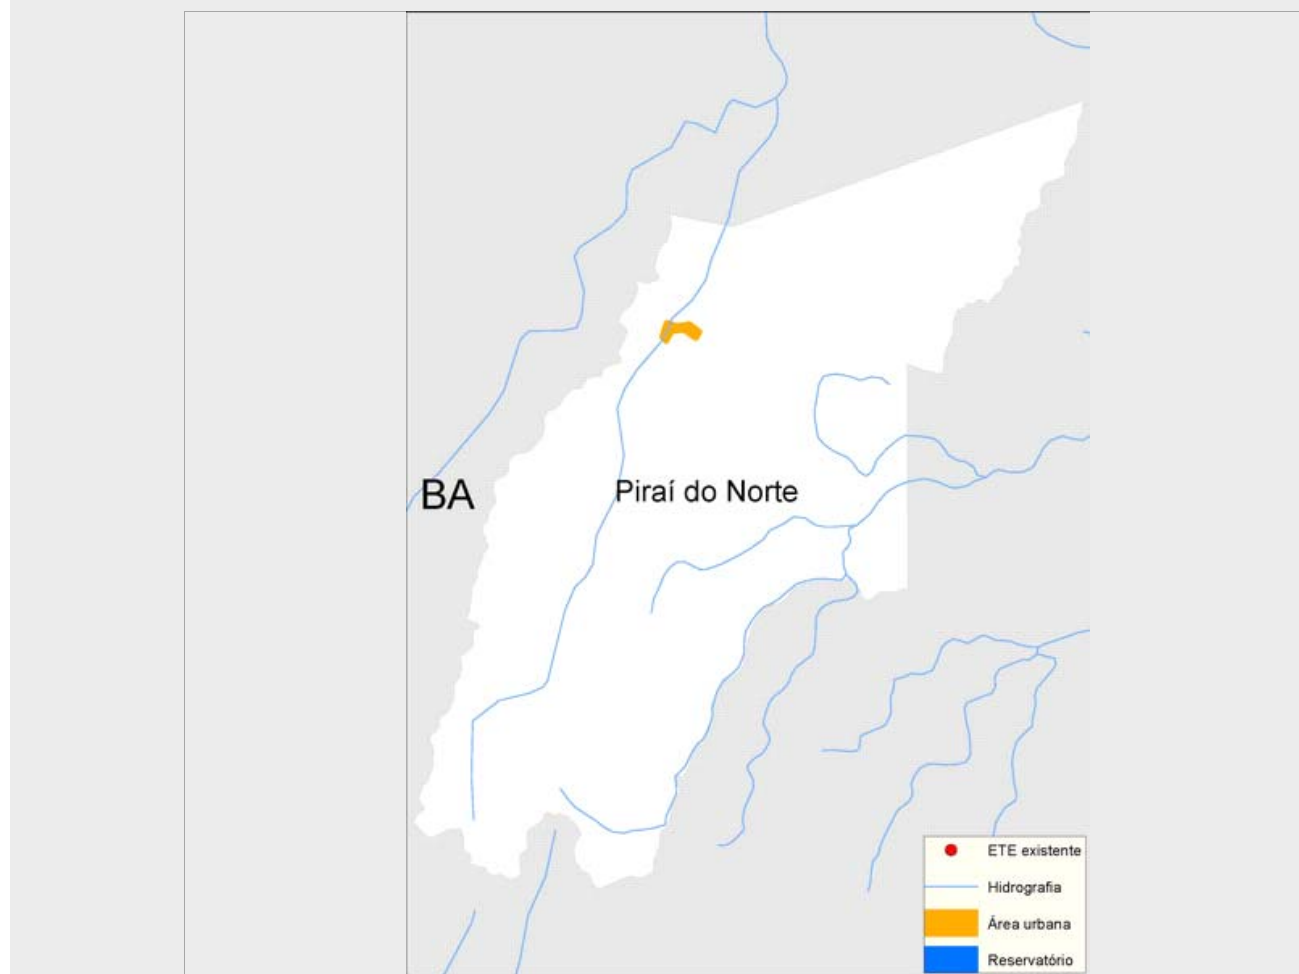 BA
Piraí do Norte
ETE existente
Hidrografia
Área urbana
Reservatório